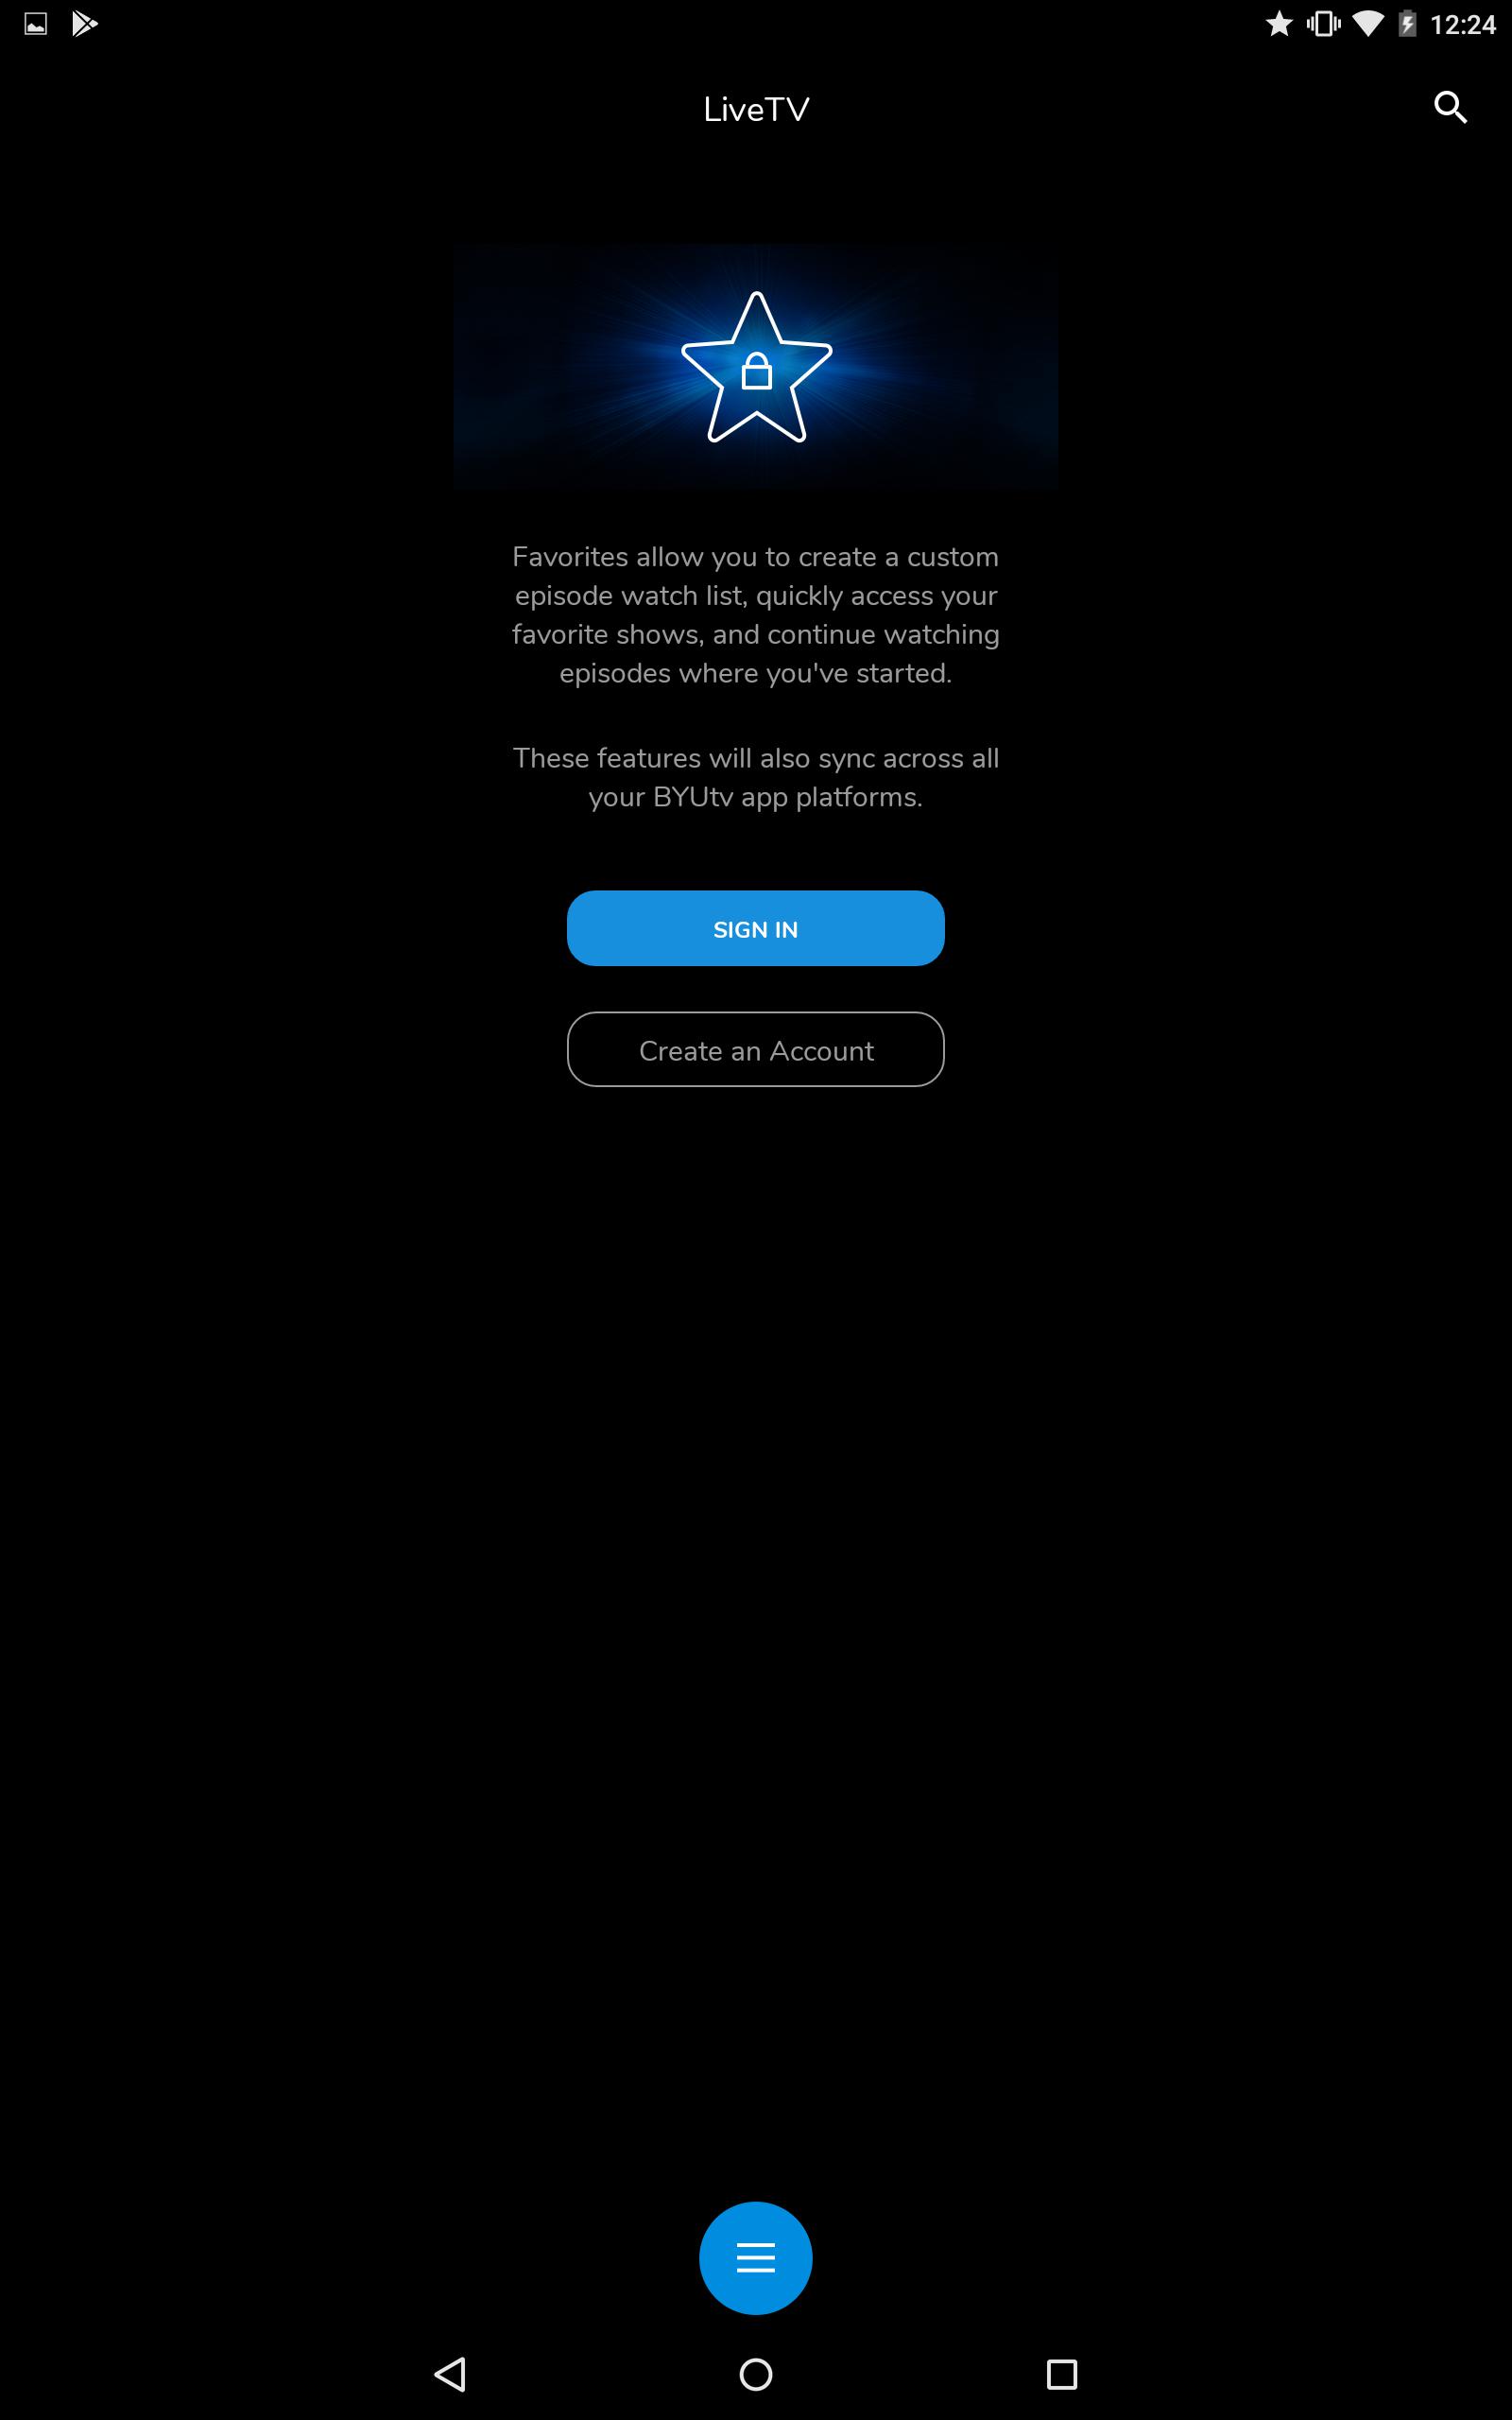 12:24
LiveTV
Favorites allow you to create a custom
episode watch list, quickly access your
favorite shows, and continue watching
episodes where you've started.
These features will also sync across all
your BYUtv app platforms.
SIGN IN
Create an Account